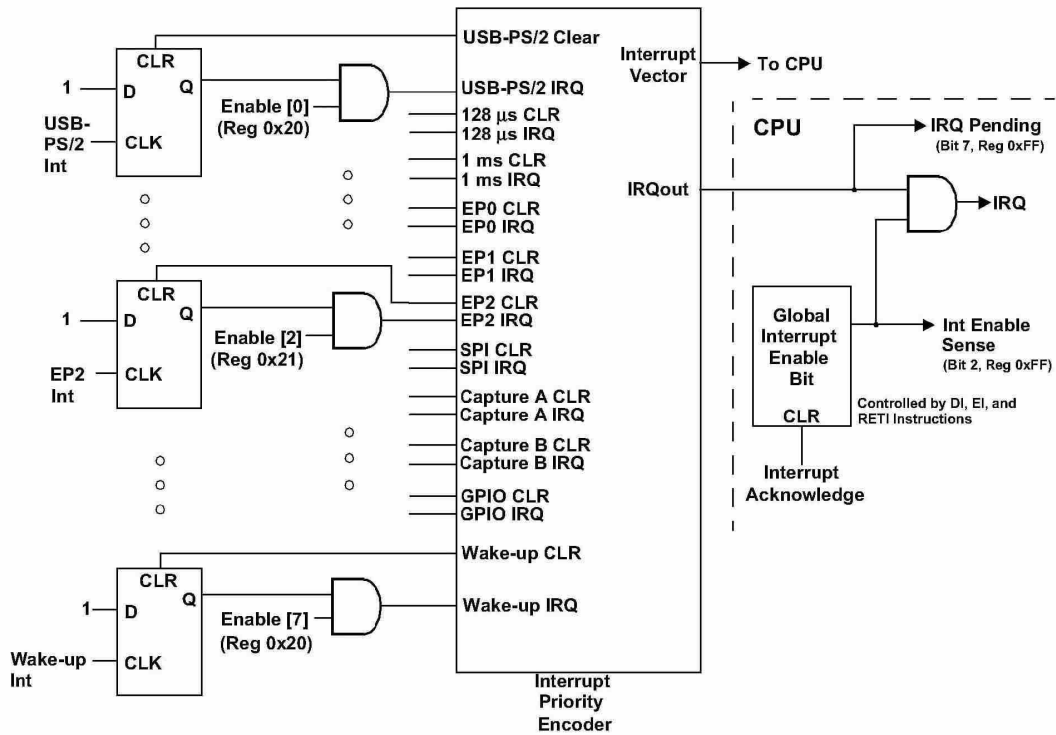 CLR
D
Q
CLK
1
USB-
PS/2
Int
Enable [0]
(Reg 0x20)
CLR
D
Q
CLK
1
EP2
Int
Enable [2]
(Reg 0x21)
CLR
D
Q
CLK
1
Wake-up
Int
Enable [7]
(Reg 0x20)
USB-PS/2 Clear
USB-PS/2 IRQ
128 μs CLR
128 μs IRQ
1 ms CLR
1 ms IRQ
EP0 CLR
EP0 IRQ
EP1 CLR
EP1 IRQ
EP2 CLR
EP2 IRQ
SPI CLR
SPI IRQ
Capture A CLR
Capture A IRQ
Capture B CLR
Capture B IRQ
GPIO CLR
GPIO IRQ
Wake-up CLR
Wake-up IRQ
Interrupt
Vector
IRQout
Interrupt
Priority
Encoder
To CPU
CPU
IRQ Pending
(Bit 7, Reg 0xFF)
IRQ
Global
Interrupt
Enable
Bit
CLR
Int Enable
Sense
(Bit 2, Reg 0xFF)
Controlled by DI, EI, and
RETI Instructions
Interrupt
Acknowledge